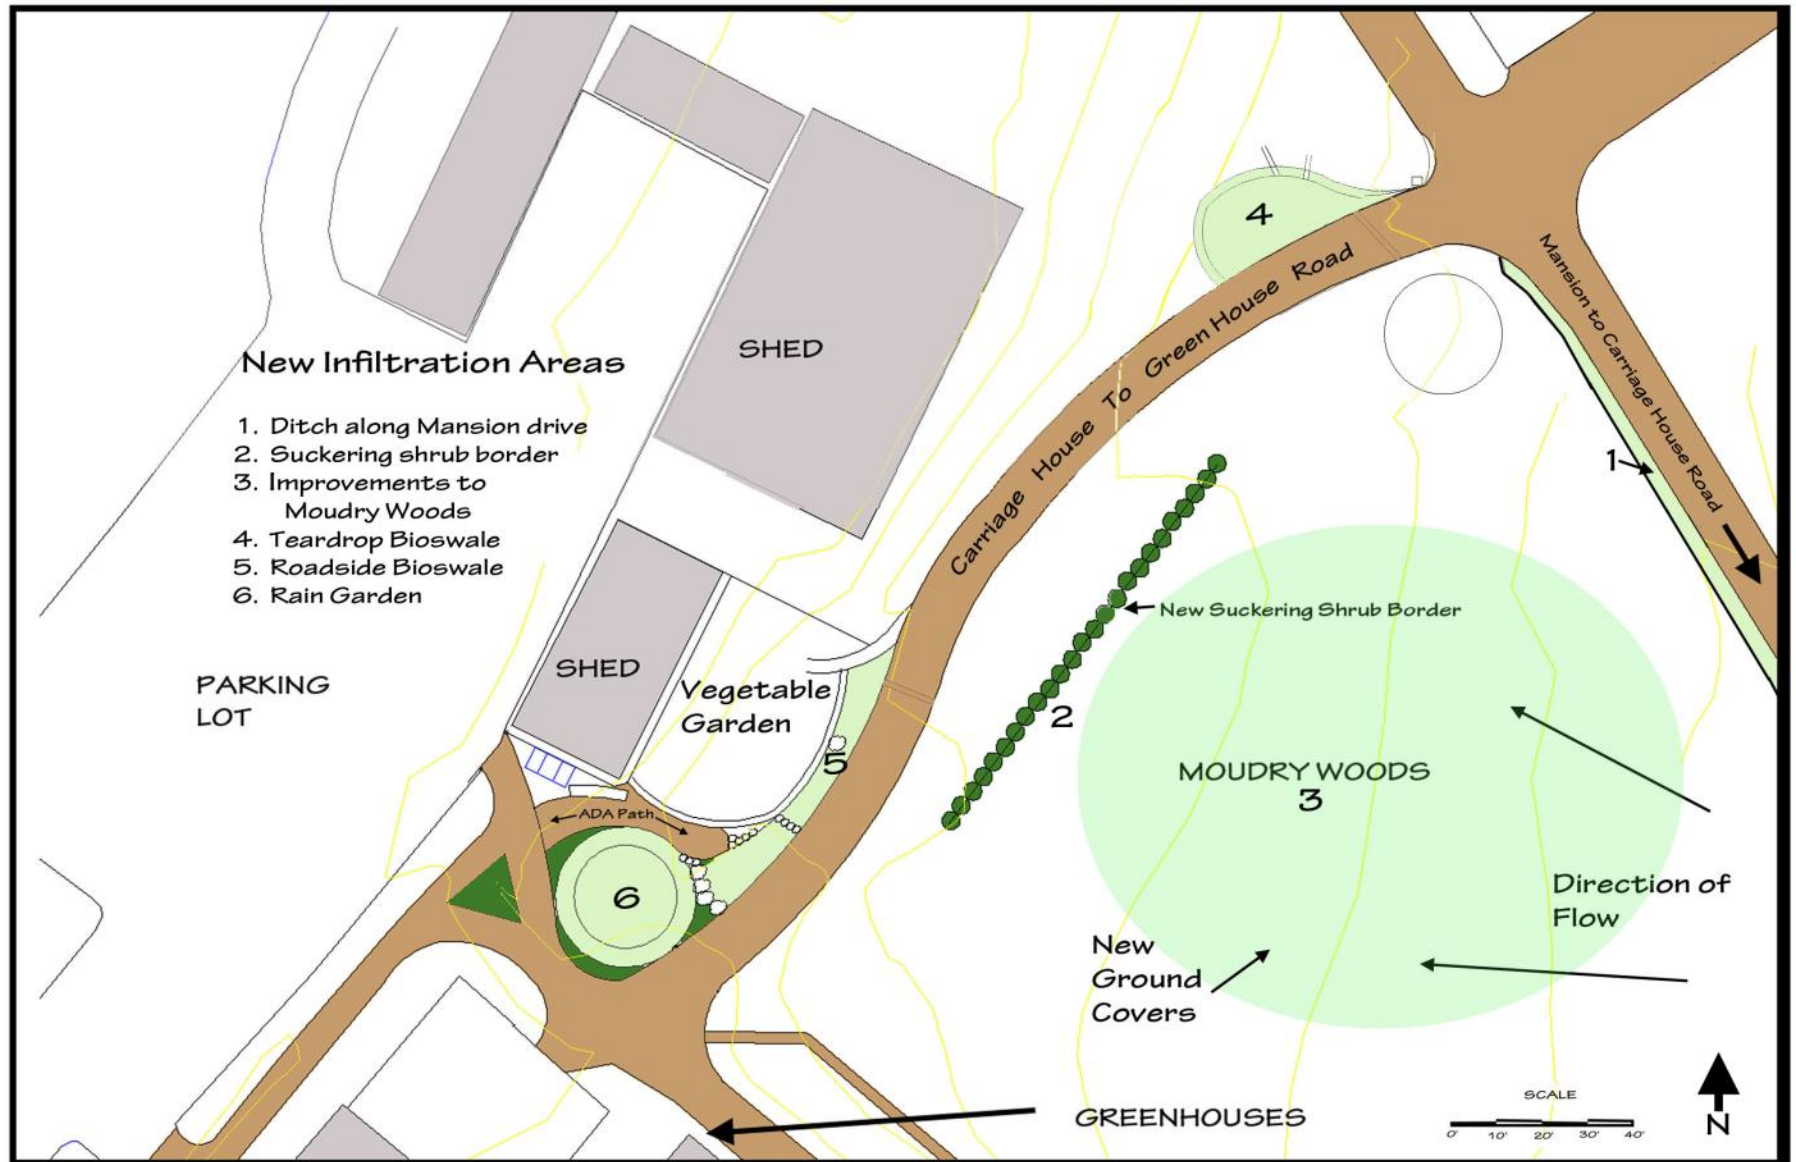 New Infiltration Areas
1. Ditch along Mansion drive
2. Suckering shrub border
3. Improvements to
Moudry Woods
4. Teardrop Bioswale
5. Roadside Bioswale
6. Rain Garden
SHED
4
Carriage House To Green House Road
Mansion to Carriage House Road
1
New Suckering Shrub Border
SHED
Vegetable
Garden
PARKING
LOT
2
5
MOUDRY WOODS
3
ADA Path
6
Direction of
Flow
New
Ground
Covers
GREENHOUSES
SCALE
0' 10' 20' 30' 40'
N